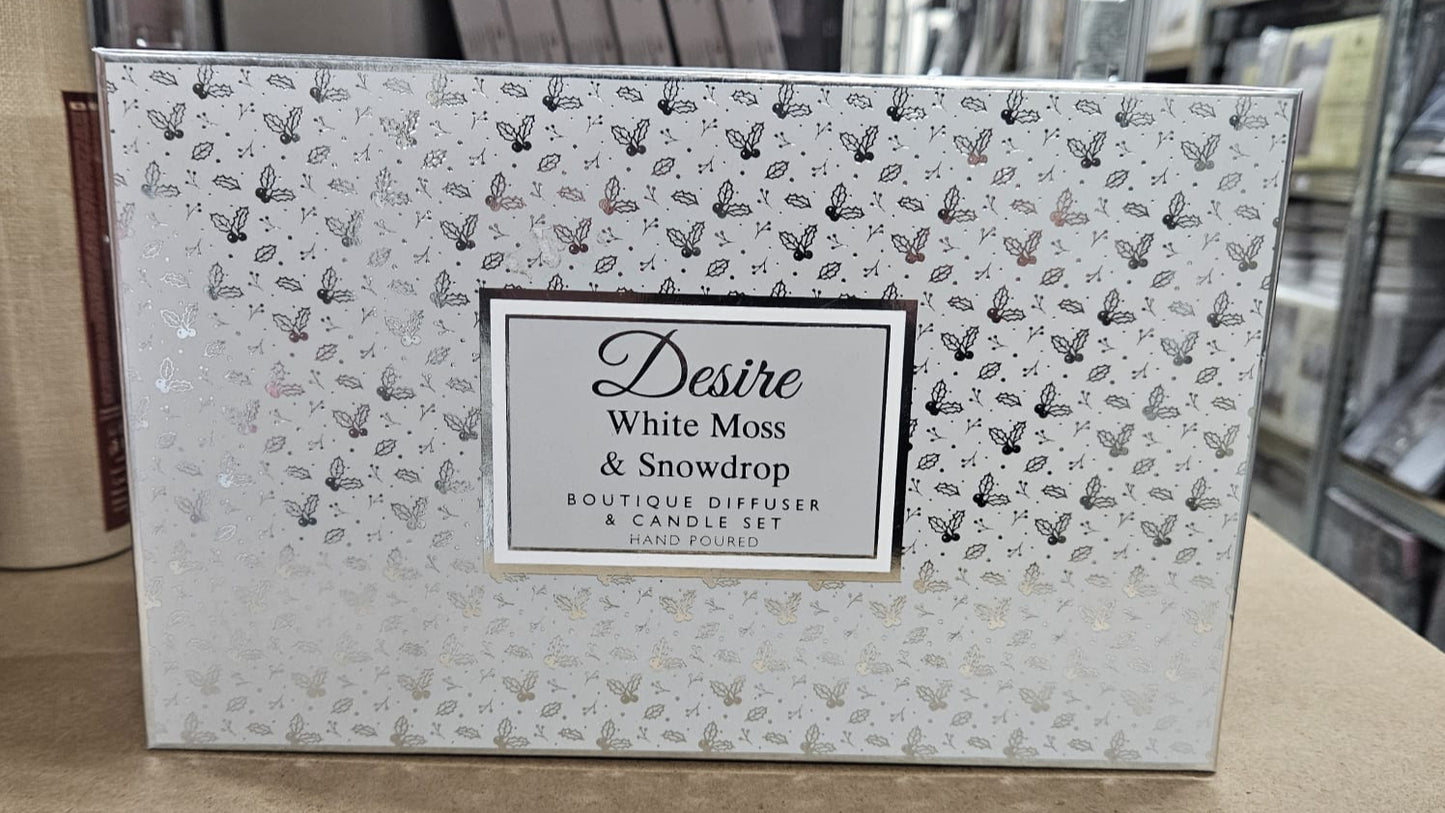 Desire
White Moss
& Snowdrop
BOUTIQUE DIFFUSER
& CANDLE SET
HAND POURED